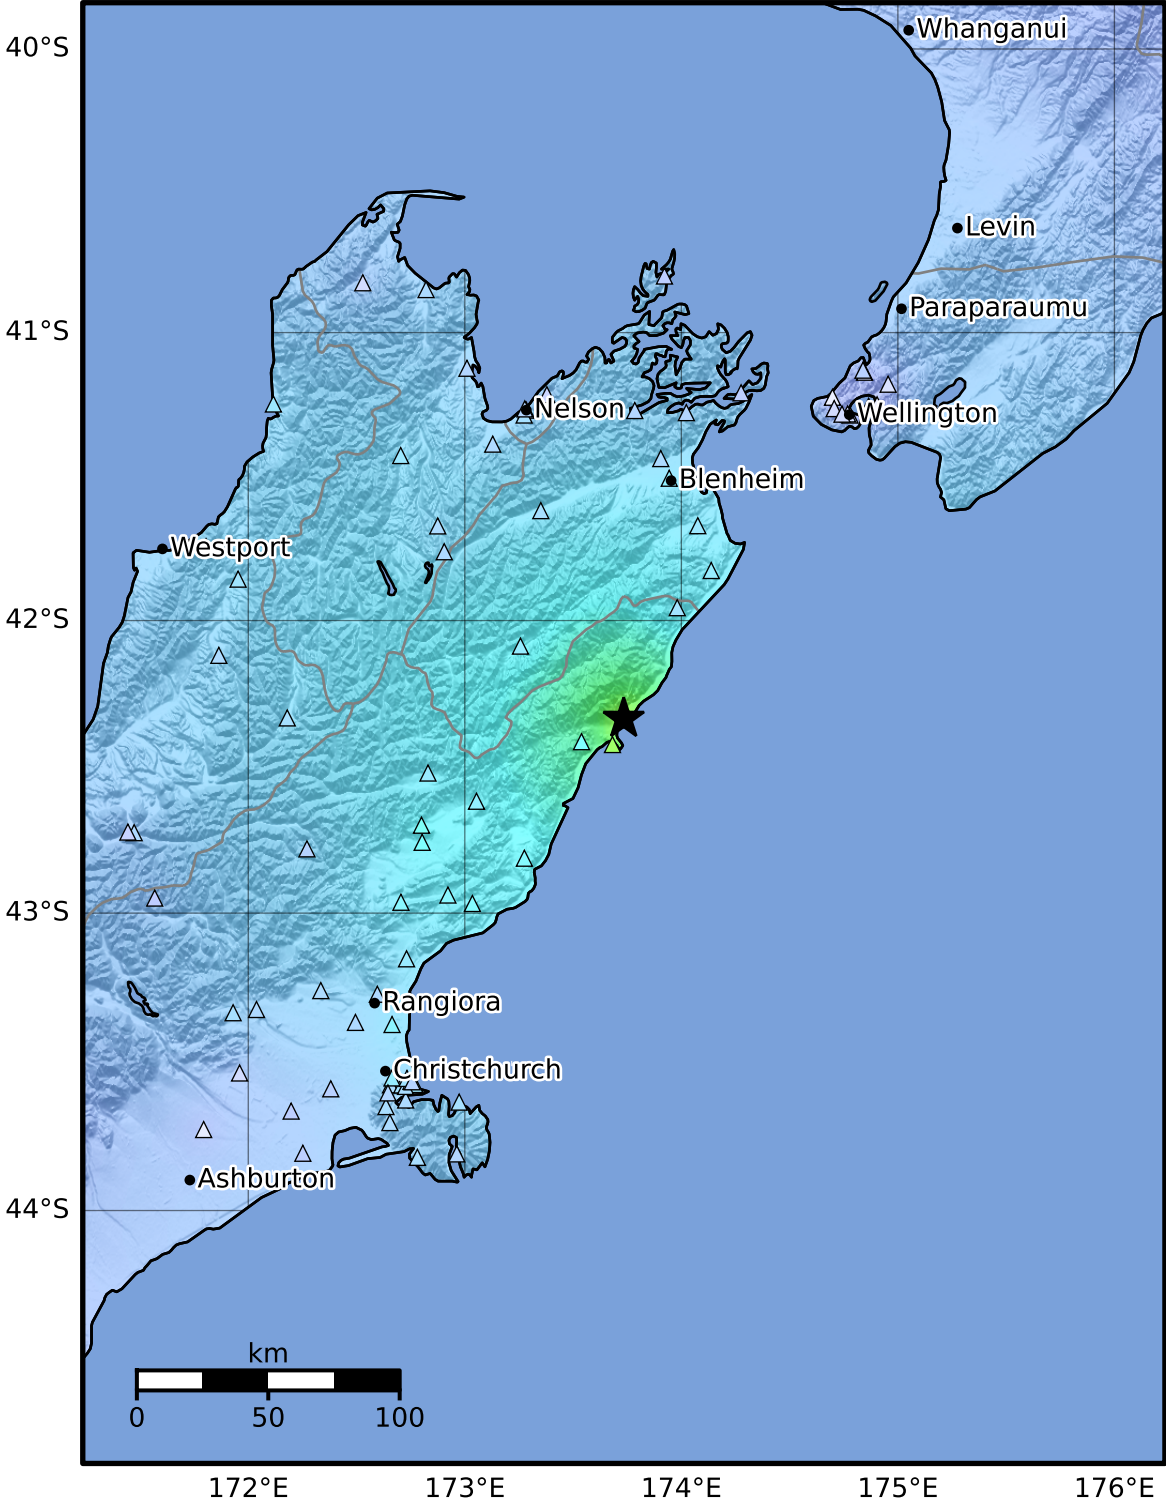 40°S
Whanganui
Levin
Paraparaumu
41°S
Nelson
Wellington
Blenheim
Westport
42°S
43°S
Rangiora
Christchurch
Ashburton
44°S
km
0 50 100
172°E 173°E 174°E 175°E 176°E